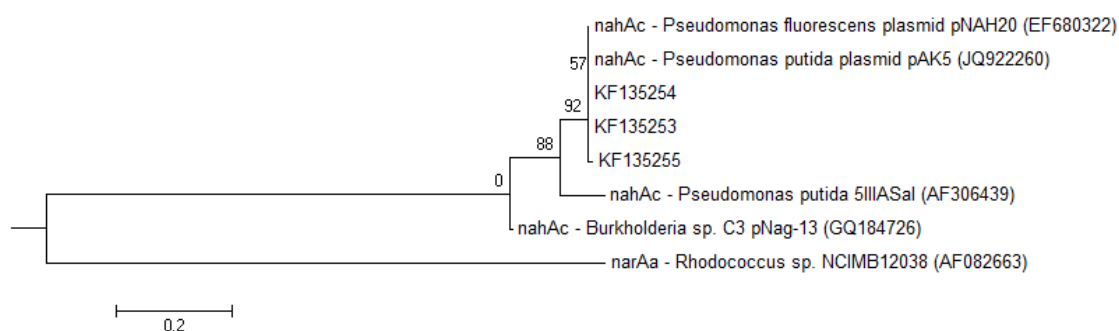 nahAc - Pseudomonas fluorescens plasmid pNAH20 (EF680322)
nahAc - Pseudomonas putida plasmid pAK5 (JQ922260)
57
KF135254
92
KF135253
88
KF135255
0
nahAc - Pseudomonas putida 5IIIASal (AF306439)
nahAc - Burkholderia sp. C3 pNag-13 (GQ184726)
narAa - Rhodococcus sp. NCIMB12038 (AF082663)
0.2